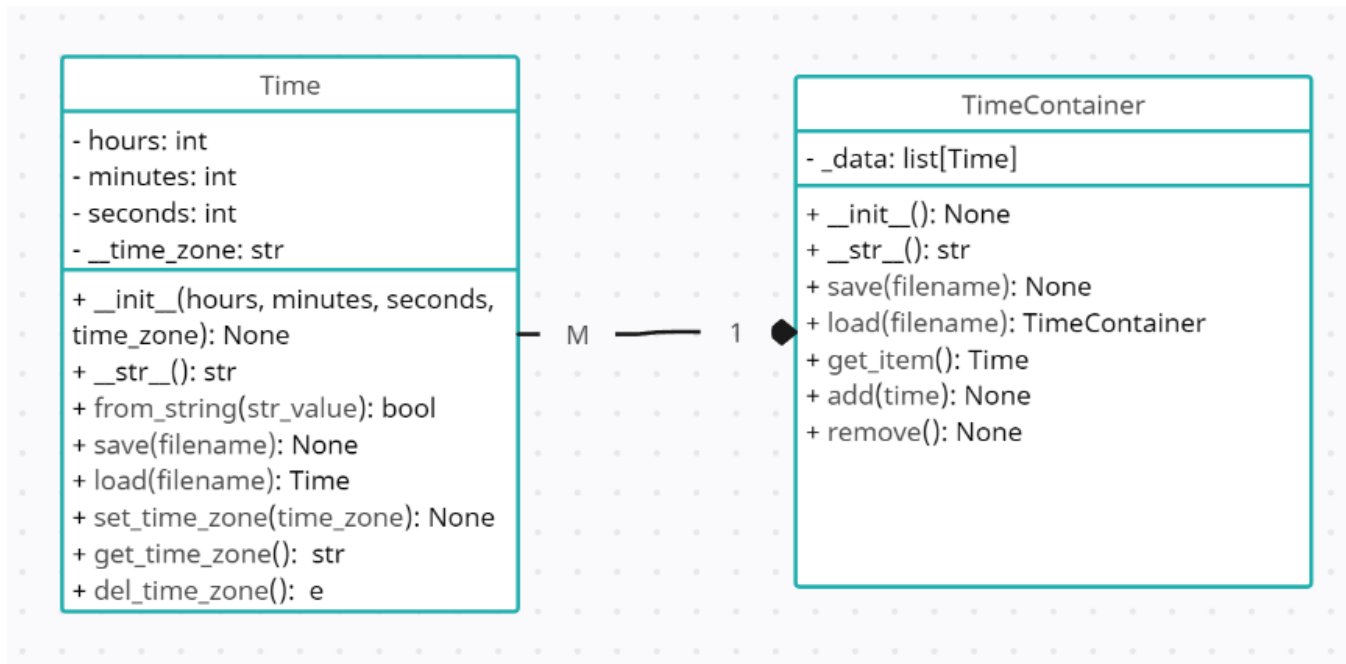 Time
- hours: int
- minutes: int
- seconds: int
- __time_zone: str
+ __init__(hours, minutes, seconds,
time_zone): None
+ __str__(): str
+ from_string(str_value): bool
+ save(filename): None
+ load(filename): Time
+ set_time_zone(time_zone): None
+ get_time_zone():  str
+ del_time_zone():  e
M
1
TimeContainer
- _data: list[Time]
+ __init__(): None
+ __str__(): str
+ save(filename): None
+ load(filename): TimeContainer
+ get_item(): Time
+ add(time): None
+ remove(): None